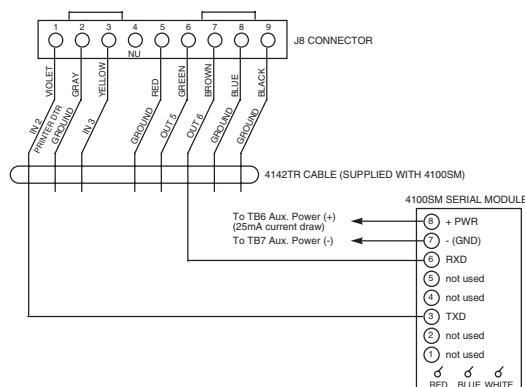 1 2 3 4 5 6 7 8 9
J8 CONNECTOR
NU
VIOLET GRAY YELLOW RED GREEN BROWN BLUE BLACK
IN 2
PRINTER DTR
GROUND
IN 3
GROUND
OUT 5
OUT 6
GROUND
GROUND
4142TR CABLE (SUPPLIED WITH 4100SM)
4100SM SERIAL MODULE
To TB6 Aux. Power (+)
(25mA current draw)
To TB7 Aux. Power (-)
8 + PWR
7 - (GND)
6 RXD
5 not used
4 not used
3 TXD
2 not used
1 not used
RED BLUE WHITE